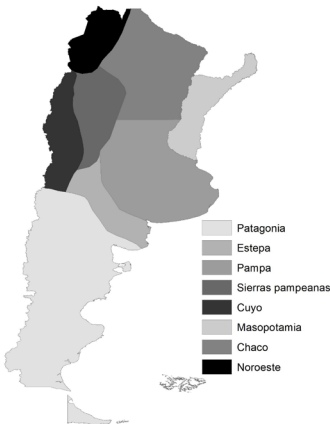 Patagonia
Estepa
Pampa
Sierras pampeanas
Cuyo
Masopotamia
Chaco
Noroeste